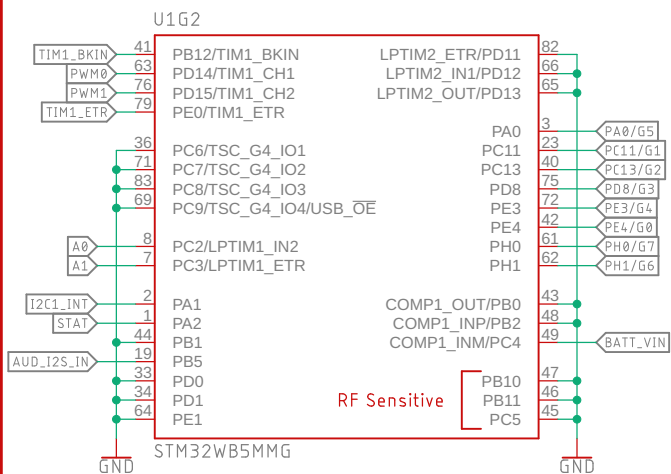 U1G2
TIM1_BKIN 41 PB12/TIM1_BKIN LPTIM2_ETR/PD11 82
PWM0 63 PD14/TIM1_CH1 LPTIM2_IN1/PD12 66
PWM1 76 PD15/TIM1_CH2 LPTIM2_OUT/PD13 65
TIM1_ETR 79 PE0/TIM1_ETR
PA0 3 PA0/G5
36 PC6/TSC_G4_IO1 PC11 23 PC11/G1
71 PC7/TSC_G4_IO2 PC13 40 PC13/G2
83 PC8/TSC_G4_IO3 PD8 75 PD8/G3
69 PC9/TSC_G4_IO4/USB_OE PE3 72 PE3/G4
PE4 42 PE4/G0
A0 8 PC2/LPTIM1_IN2 PH0 61 PH0/G7
A1 7 PC3/LPTIM1_ETR PH1 62 PH1/G6
I2C1_INT 2 PA1 COMP1_OUT/PB0 43
STAT 1 PA2 COMP1_INP/PB2 48
44 PB1 COMP1_INM/PC4 49 BATT_VIN
AUD_I2S_IN 19 PB5
33 PD0 PB10 47
34 PD1 RF Sensitive PB11 46
64 PE1 PC5 45
STM32WB5MMG
GND GND